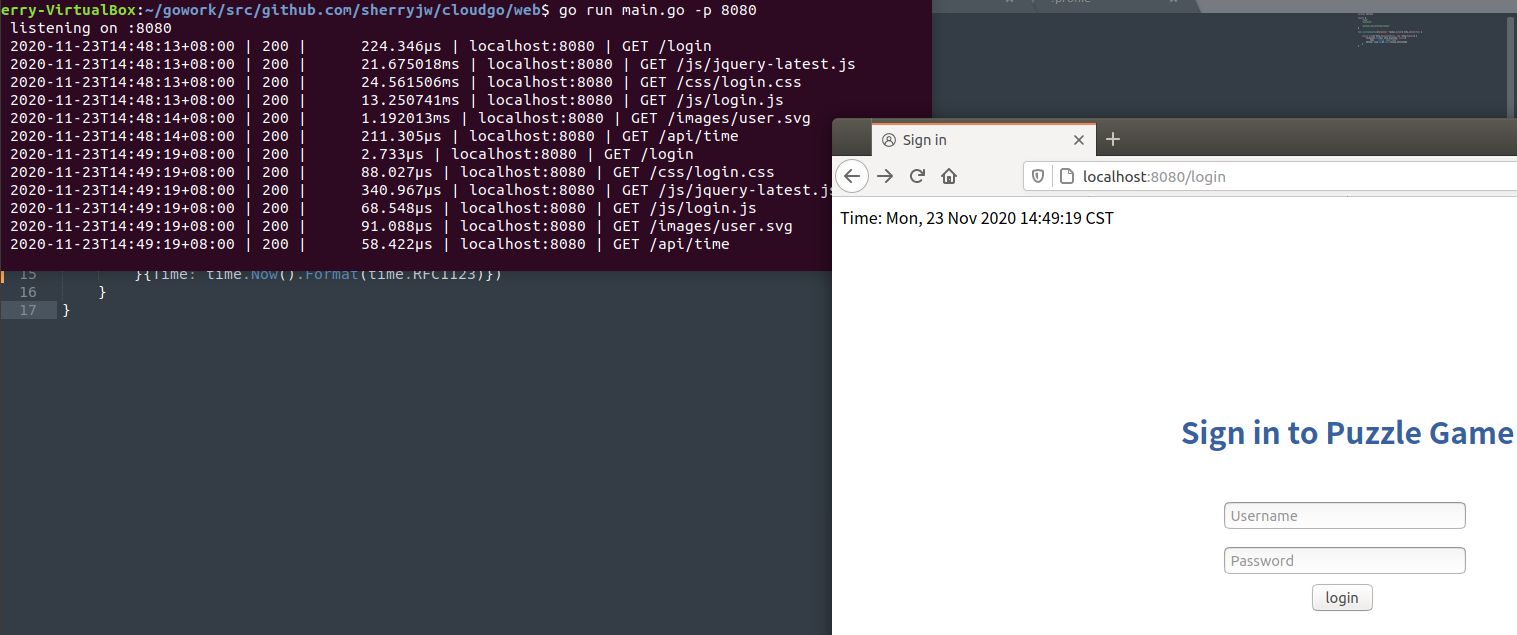 erry-VirtualBox:~/gowork/src/github.com/sherryjw/cloudgo/web$ go run main.go -p 8080
listening on :8080
2020-11-23T14:48:13+08:00 | 200 | 224.346µs | localhost:8080 | GET /login
2020-11-23T14:48:13+08:00 | 200 | 21.675018ms | localhost:8080 | GET /js/jquery-latest.js
2020-11-23T14:48:13+08:00 | 200 | 24.561506ms | localhost:8080 | GET /css/login.css
2020-11-23T14:48:13+08:00 | 200 | 13.250741ms | localhost:8080 | GET /js/login.js
2020-11-23T14:48:14+08:00 | 200 | 1.192013ms | localhost:8080 | GET /images/user.svg
2020-11-23T14:48:14+08:00 | 200 | 211.305µs | localhost:8080 | GET /api/time
2020-11-23T14:49:19+08:00 | 200 | 2.733µs | localhost:8080 | GET /login
2020-11-23T14:49:19+08:00 | 200 | 88.027µs | localhost:8080 | GET /css/login.css
2020-11-23T14:49:19+08:00 | 200 | 340.967µs | localhost:8080 | GET /js/jquery-latest.js
2020-11-23T14:49:19+08:00 | 200 | 68.548µs | localhost:8080 | GET /js/login.js
2020-11-23T14:49:19+08:00 | 200 | 91.088µs | localhost:8080 | GET /images/user.svg
2020-11-23T14:49:19+08:00 | 200 | 58.422µs | localhost:8080 | GET /api/time
15 }{Time: time.Now().Format(time.RFC1123)})
16 }
17 }
Sign in
localhost:8080/login
Time: Mon, 23 Nov 2020 14:49:19 CST
Sign in to Puzzle Game
Username
Password
login